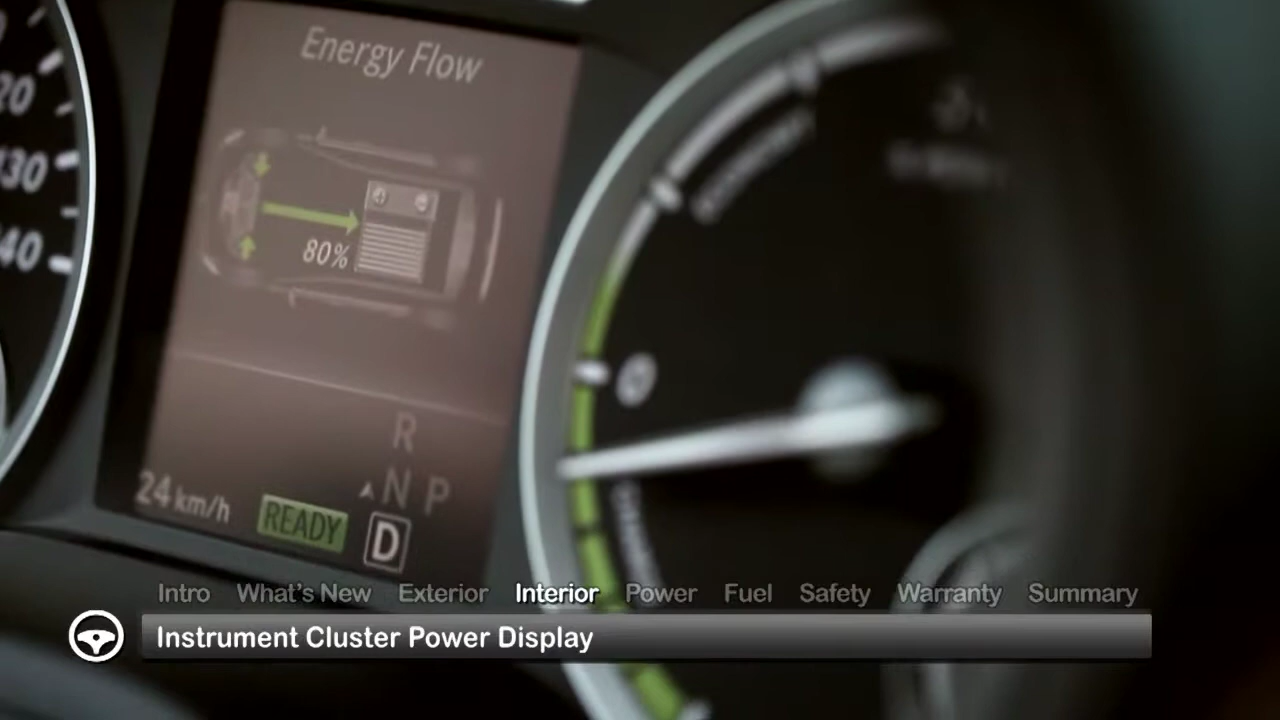 Energy Flow
80%
R
N P
D
24 km/h
READY
0
20
130
Intro What's New Exterior Interior Power Fuel Safety Warranty Summary
Instrument Cluster Power Display